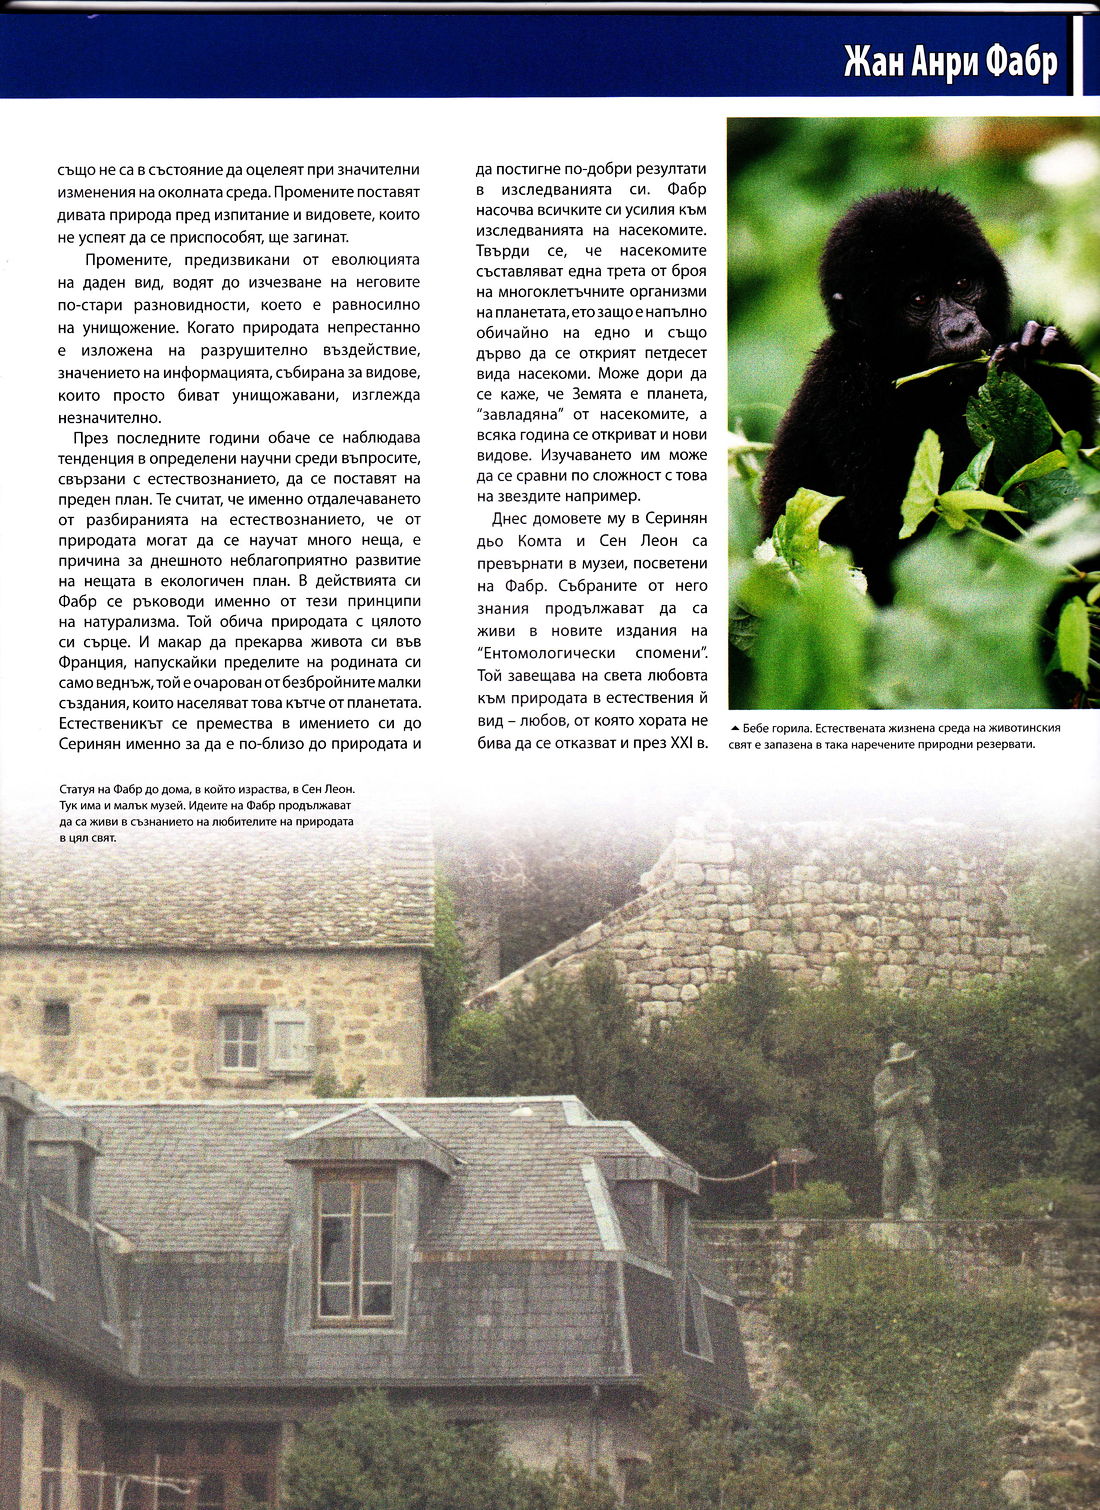 Жан Анри Фабр
също не са в състояние да оцелеят при значителни
изменения на околната среда. Промените поставят
дивата природа пред изпитание и видовете, които
не успеят да се приспособят, ще загинат.
Промените, предизвикани от еволюцията
на даден вид, водят до изчезване на неговите
по-стари разновидности, което е равносилно
на унищожение. Когато природата непрестанно
е изложена на разрушително въздействие,
значението на информацията, събирана за видове,
които просто биват унищожавани, изглежда
незначително.
През последните години обаче се наблюдава
тенденция в определени научни среди въпросите,
свързани с естествознанието, да се поставят на
преден план. Те считат, че именно отдалечаването
от разбиранията на естествознанието, че от
природата могат да се научат много неща, е
причина за днешното неблагоприятно развитие
на нещата в екологичен план. В действията си
Фабр се ръководи именно от тези принципи
на натурализма. Той обича природата с цялото
си сърце. И макар да прекарва живота си във
Франция, напускайки пределите на родината си
само веднъж, той е очарован от безбройните малки
създания, които населяват това кътче от планетата.
Естественикът се премества в имението си до
Серинян именно за да е по-близо до природата и
да постигне по-добри резултати
в изследванията си. Фабр
насочва всичките си усилия към
изследванията на насекомите.
Твърди се, че насекомите
съставляват една трета от броя
на многоклетъчните организми
на планетата, ето защо е напълно
обичайно на едно и също
дърво да се открият петдесет
вида насекоми. Може дори да
се каже, че Земята е планета,
“завладяна” от насекомите, а
всяка година се откриват и нови
видове. Изучаването им може
да се сравни по сложност с това
на звездите например.
Днес домовете му в Серинян
дьо Комта и Сен Леон са
превърнати в музеи, посветени
на Фабр. Събраните от него
знания продължават да са
живи в новите издания на
“Ентомологически спомени”.
Той завещава на света любовта
към природата в естествения й
вид – любов, от която хората не
бива да се отказват и през XXI в.
Бебе горила. Естествената жизнена среда на животинския
свят е запазена в така наречените природни резервати.
Статуя на Фабр до дома, в който израства, в Сен Леон.
Тук има и малък музей. Идеите на Фабр продължават
да са живи в съзнанието на любителите на природата
в цял свят.